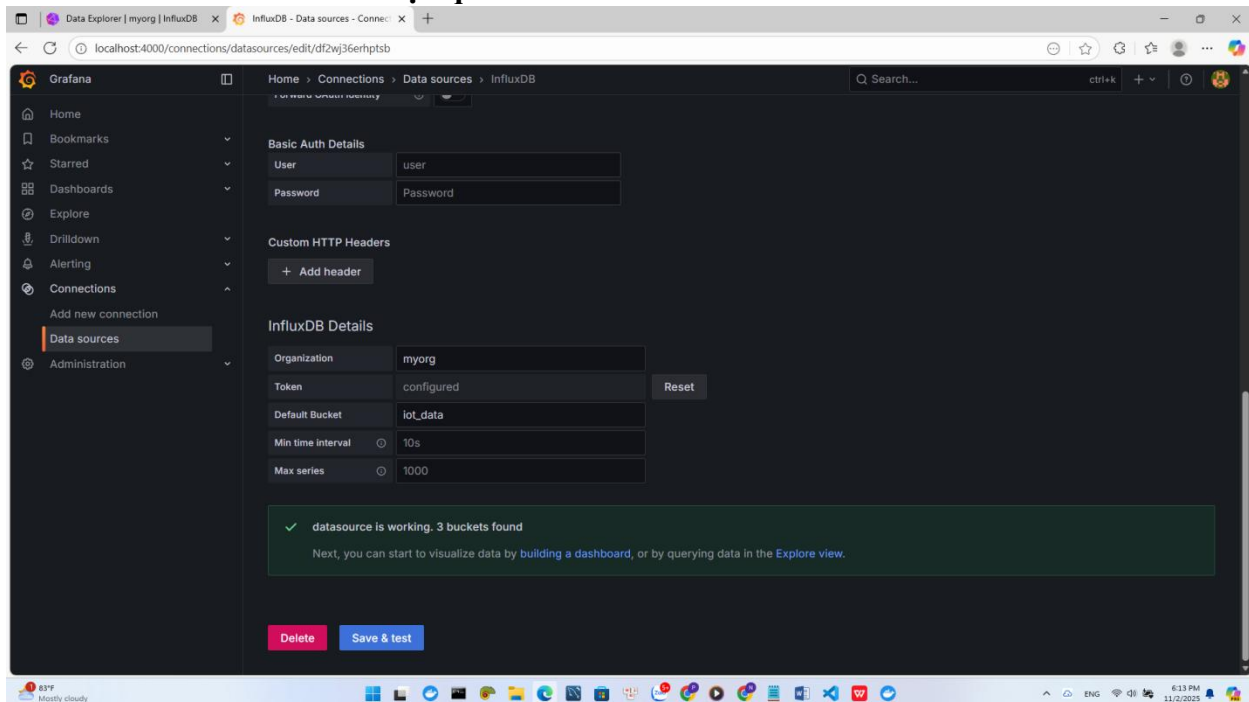 Data Explorer | myorg | InfluxDB
InfluxDB - Data sources - Connect
localhost:4000/connections/datasources/edit/df2wj36erhptsb
Grafana
Home › Connections › Data sources › InfluxDB
Search...
ctrl+k
Home
Bookmarks
Starred
Dashboards
Explore
Drilldown
Alerting
Connections
Add new connection
Data sources
Administration
Forward OAuth Identity
Basic Auth Details
User user
Password Password
Custom HTTP Headers
+ Add header
InfluxDB Details
Organization myorg
Token configured Reset
Default Bucket iot_data
Min time interval 10s
Max series 1000
datasource is working. 3 buckets found
Next, you can start to visualize data by building a dashboard, or by querying data in the Explore view.
Delete Save & test
1
83°F
Mostly cloudy
ENG
6:13 PM
11/2/2025